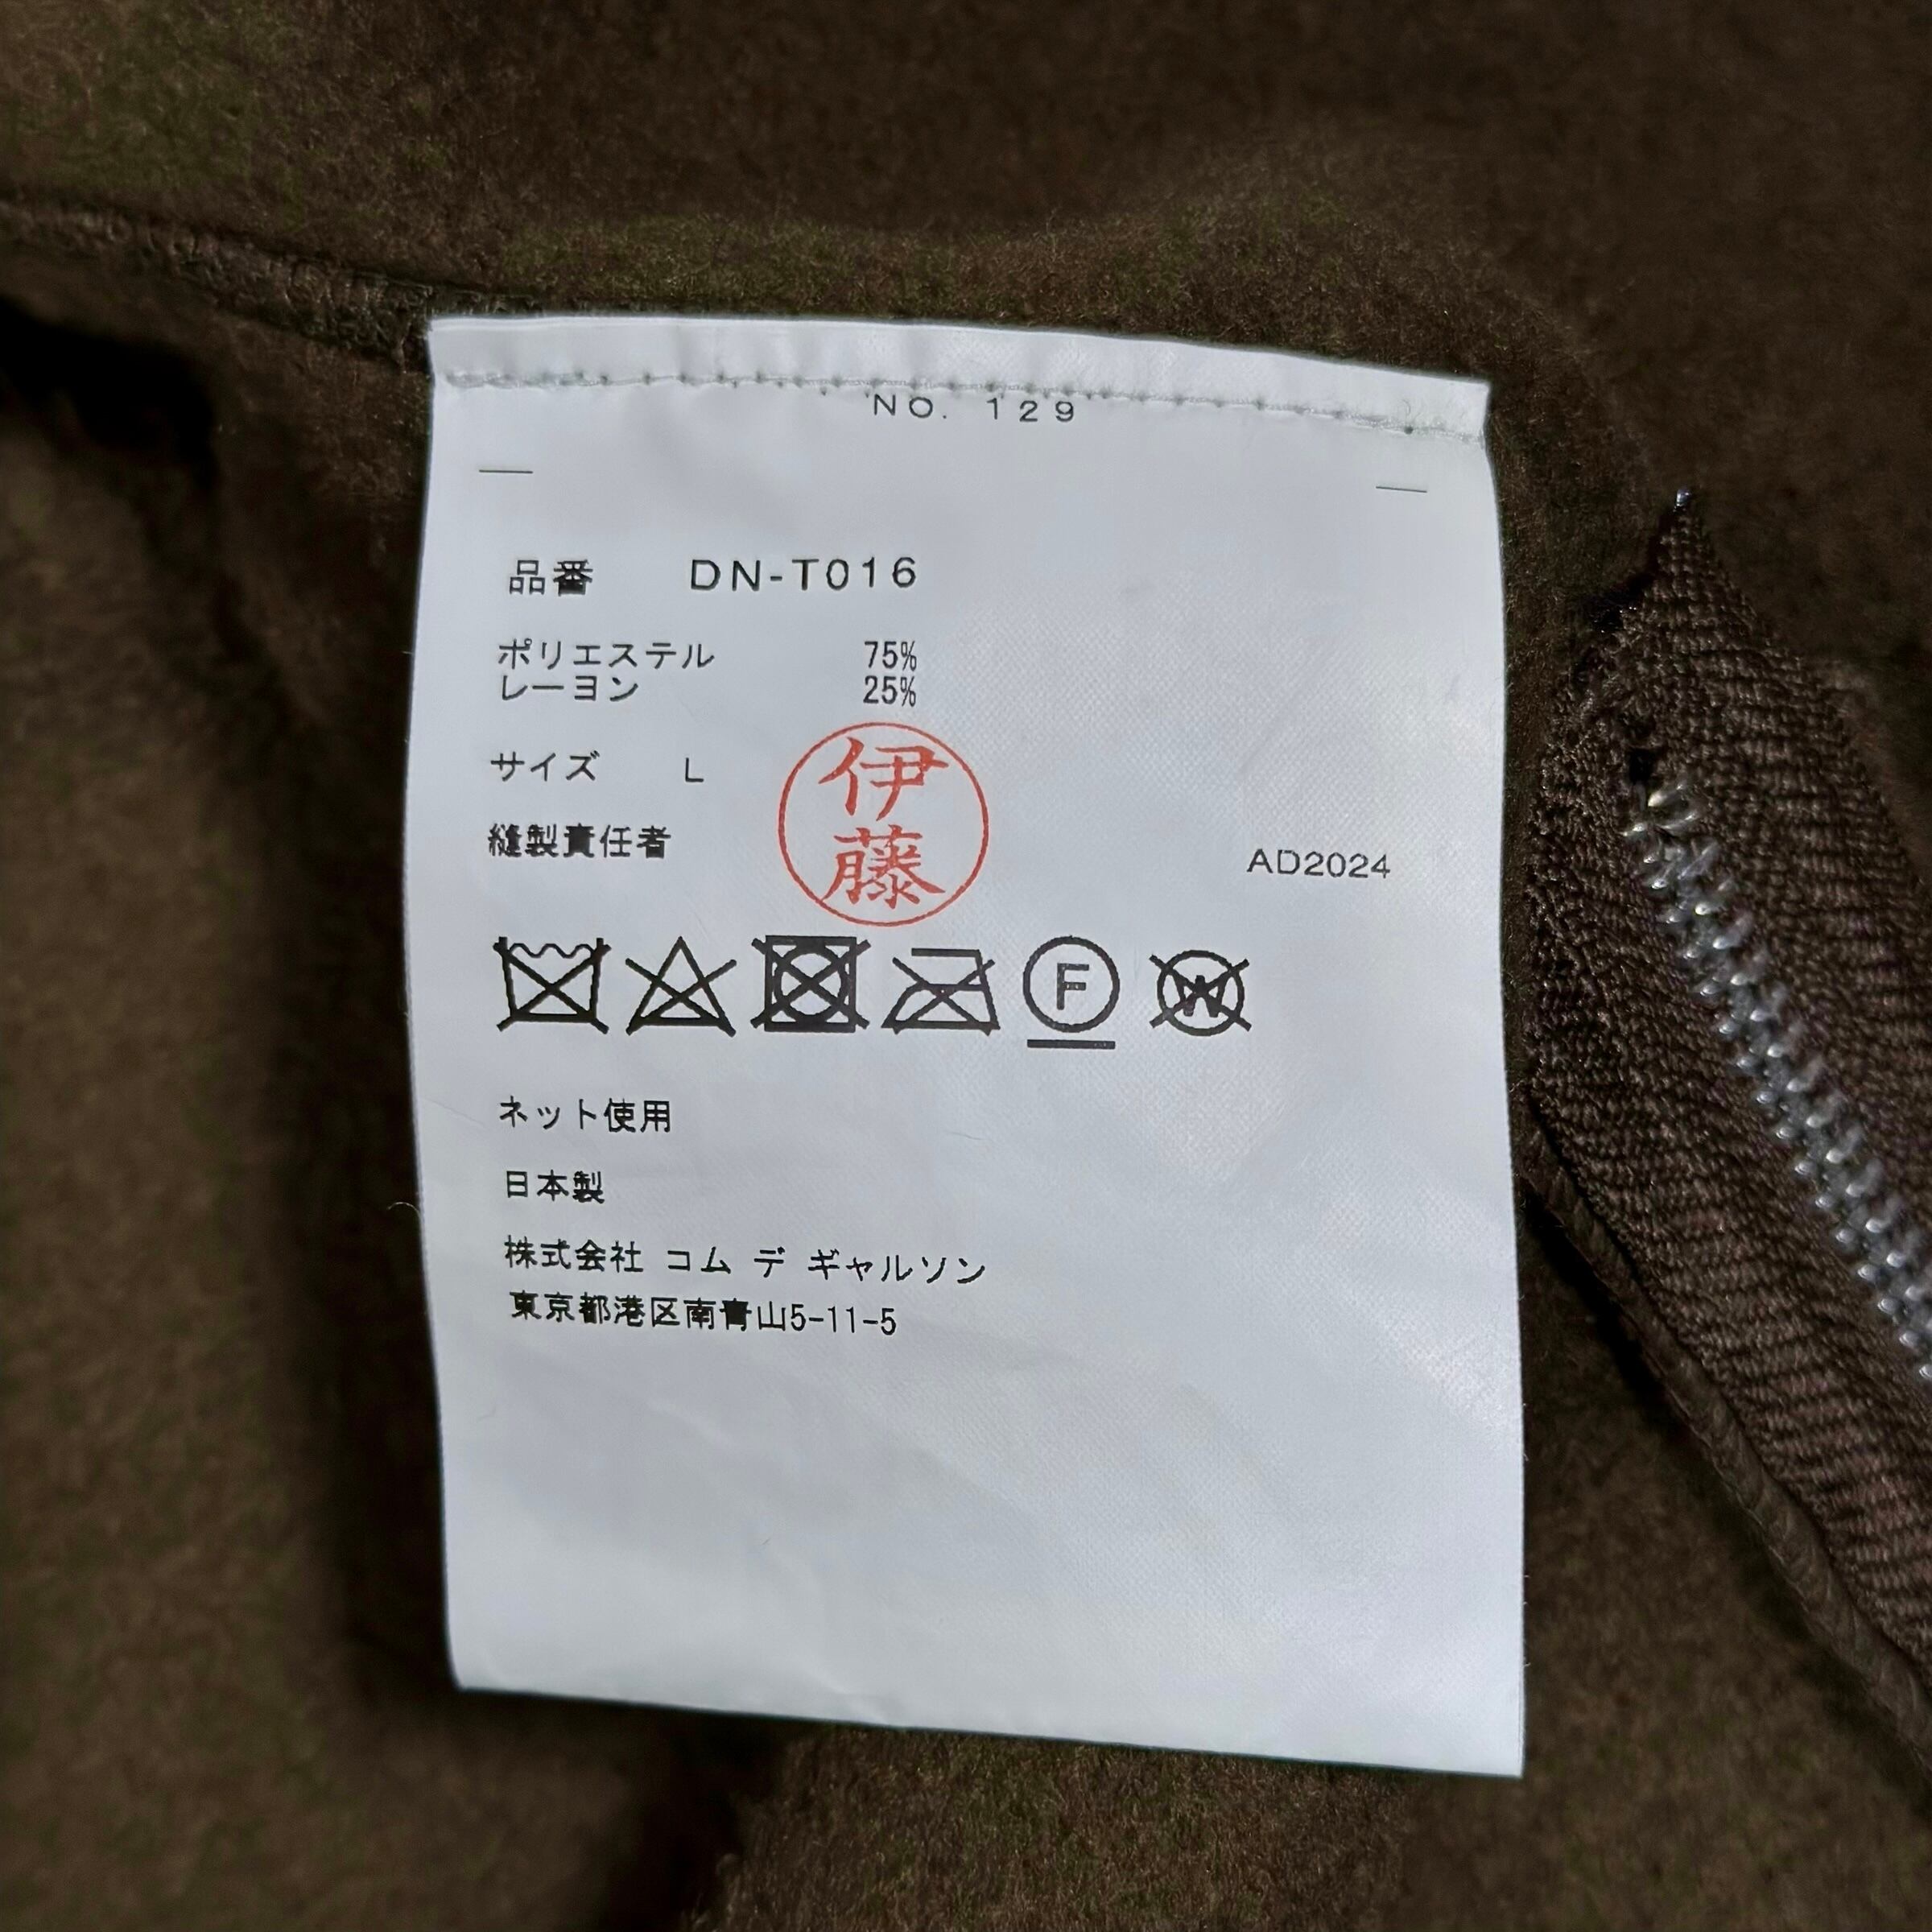 NO. 129
品番 DN-T016
ポリエステル 75%
レーヨン 25%
サイズ L
伊藤
縫製責任者
AD2024
F W
ネット使用
日本製
株式会社 コム デ ギャルソン
東京都港区南青山5-11-5